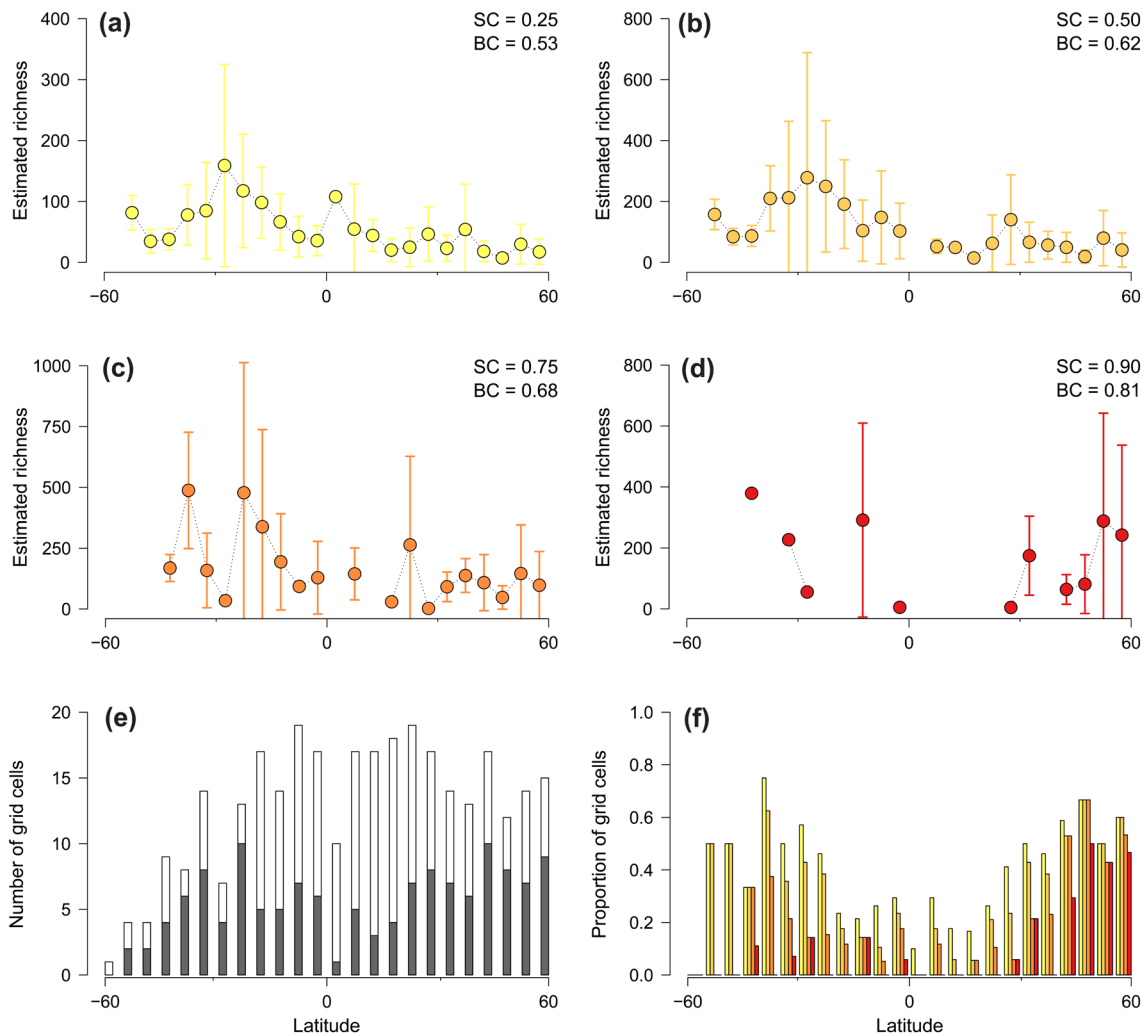 (a)
SC = 0.25
BC = 0.53
Estimated richness
400
300
200
100
0
−60
0
60
(b)
SC = 0.50
BC = 0.62
Estimated richness
800
600
400
200
0
−60
0
60
(c)
SC = 0.75
BC = 0.68
Estimated richness
1000
750
500
250
0
−60
0
60
(d)
SC = 0.90
BC = 0.81
Estimated richness
800
600
400
200
0
−60
0
60
(e)
Number of grid cells
20
15
10
5
0
−60
0
60
Latitude
(f)
Proportion of grid cells
1.0
0.8
0.6
0.4
0.2
0.0
−60
0
60
Latitude